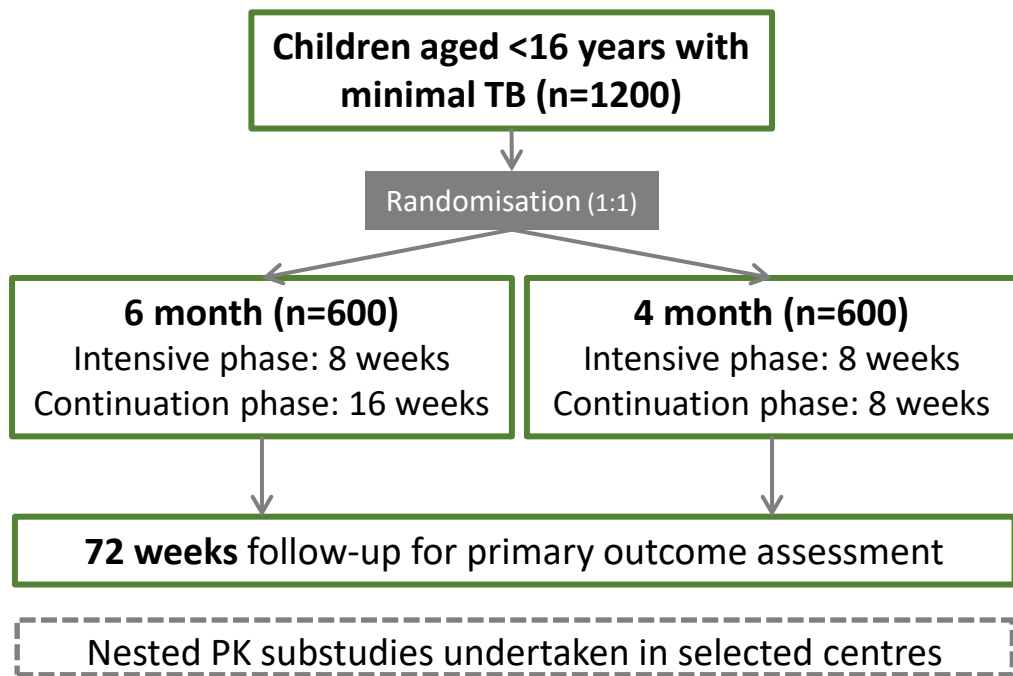 Children aged <16 years with
minimal TB (n=1200)
Randomisation (1:1)
6 month (n=600)
Intensive phase: 8 weeks
Continuation phase: 16 weeks
4 month (n=600)
Intensive phase: 8 weeks
Continuation phase: 8 weeks
72 weeks follow-up for primary outcome assessment
Nested PK substudies undertaken in selected centres